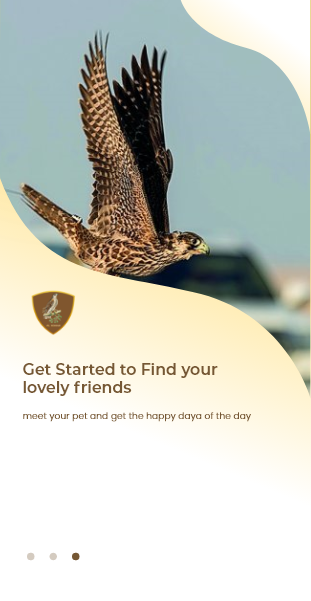 Get Started to Find your
lovely friends
meet your pet and get the happy daya of the day